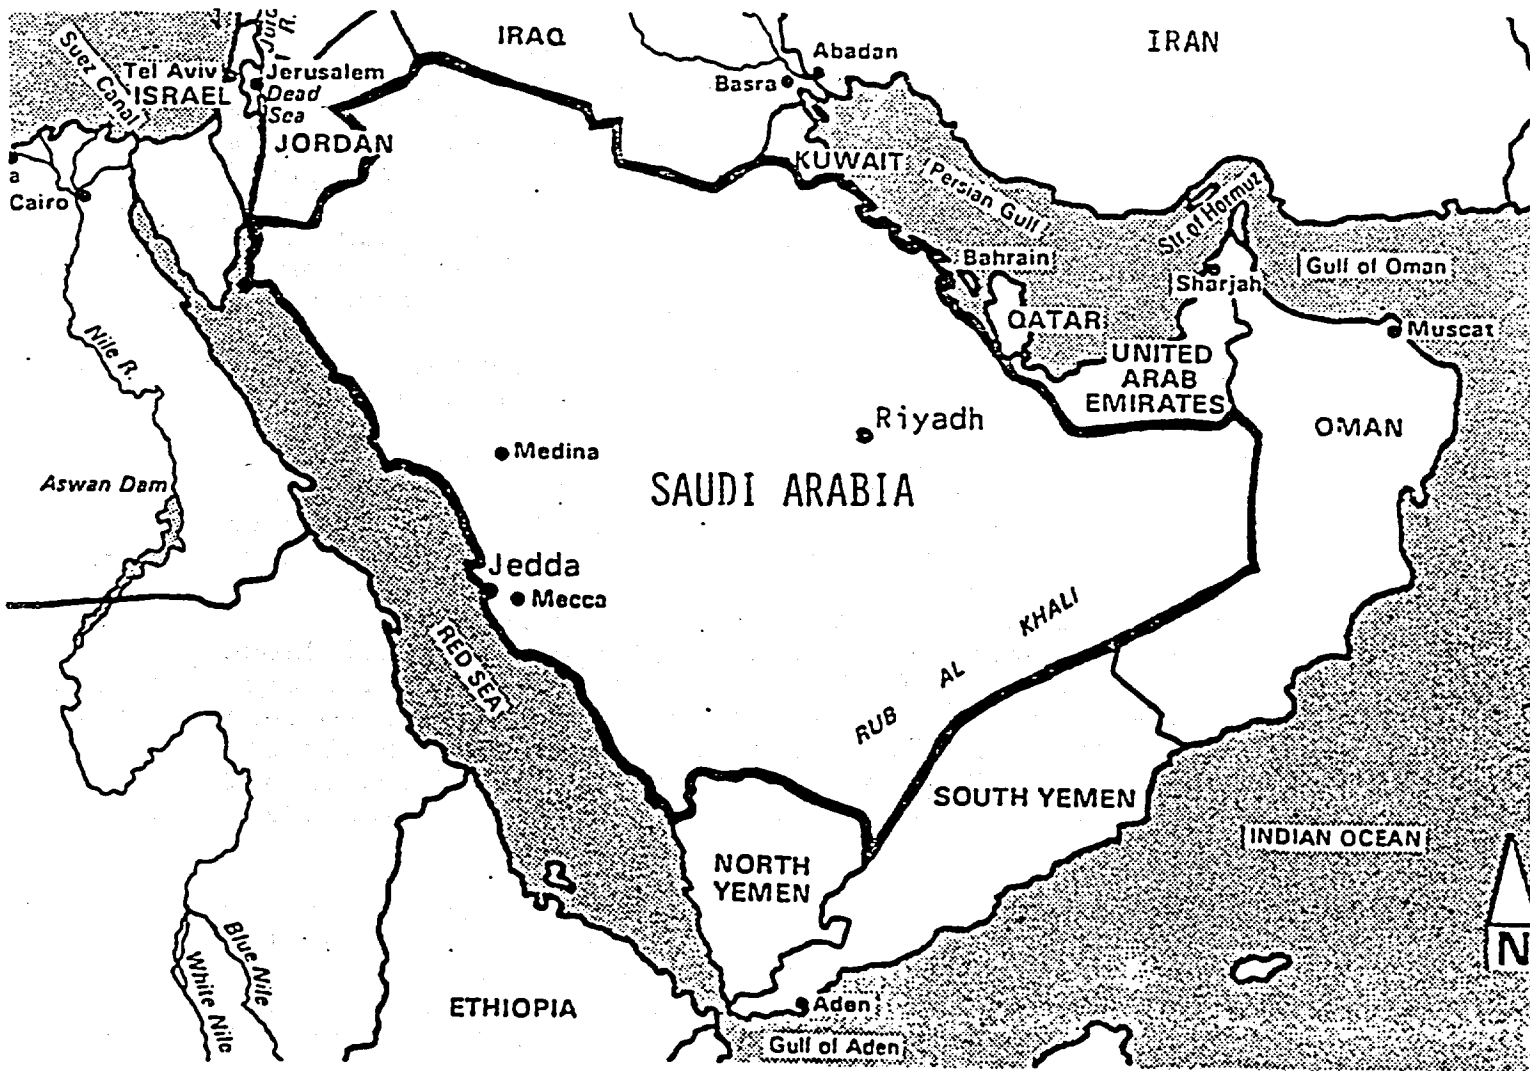 IRAQ
IRAN
Suez Canal
R.
Tel Aviv
ISRAEL
Jerusalem
Dead
Sea
JORDAN
Abadan
Basra
KUWAIT
Persian Gulf
Str. of Hormuz
a
Cairo
Bahrain
Gulf of Oman
Sharjah
QATAR
Muscat
UNITED
ARAB
EMIRATES
OMAN
Nile R.
Riyadh
Medina
SAUDI ARABIA
Aswan Dam
Jedda
Mecca
RED SEA
RUB AL KHALI
SOUTH YEMEN
INDIAN OCEAN
NORTH
YEMEN
N
Blue Nile
White Nile
ETHIOPIA
Aden
Gulf of Aden